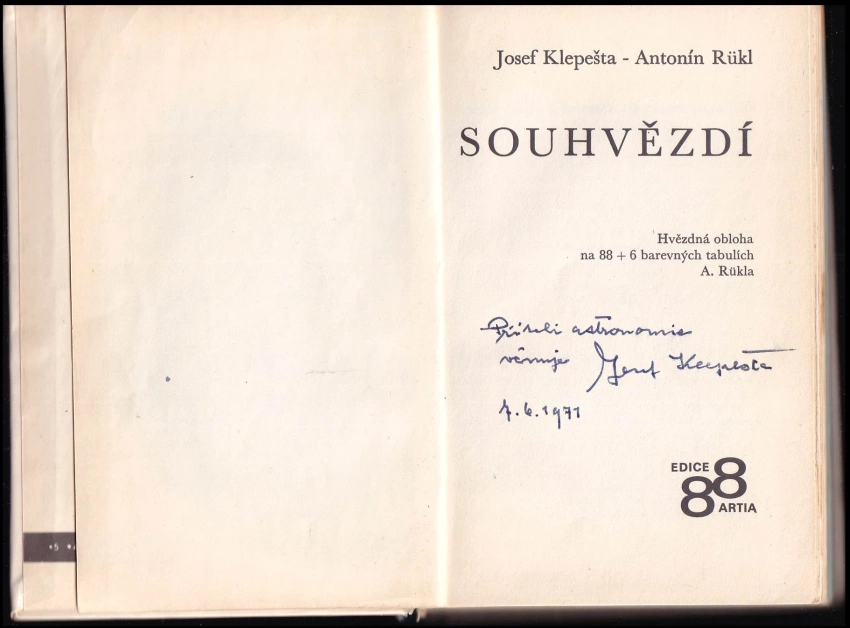 Josef Klepešta - Antonín Rükl
SOUHVĚZDÍ
Hvězdná obloha
na 88 + 6 barevných tabulích
A. Rükla
Příteli astronomie
věnuje Josef Klepešta
7.6.1971
EDICE
88
ARTIA